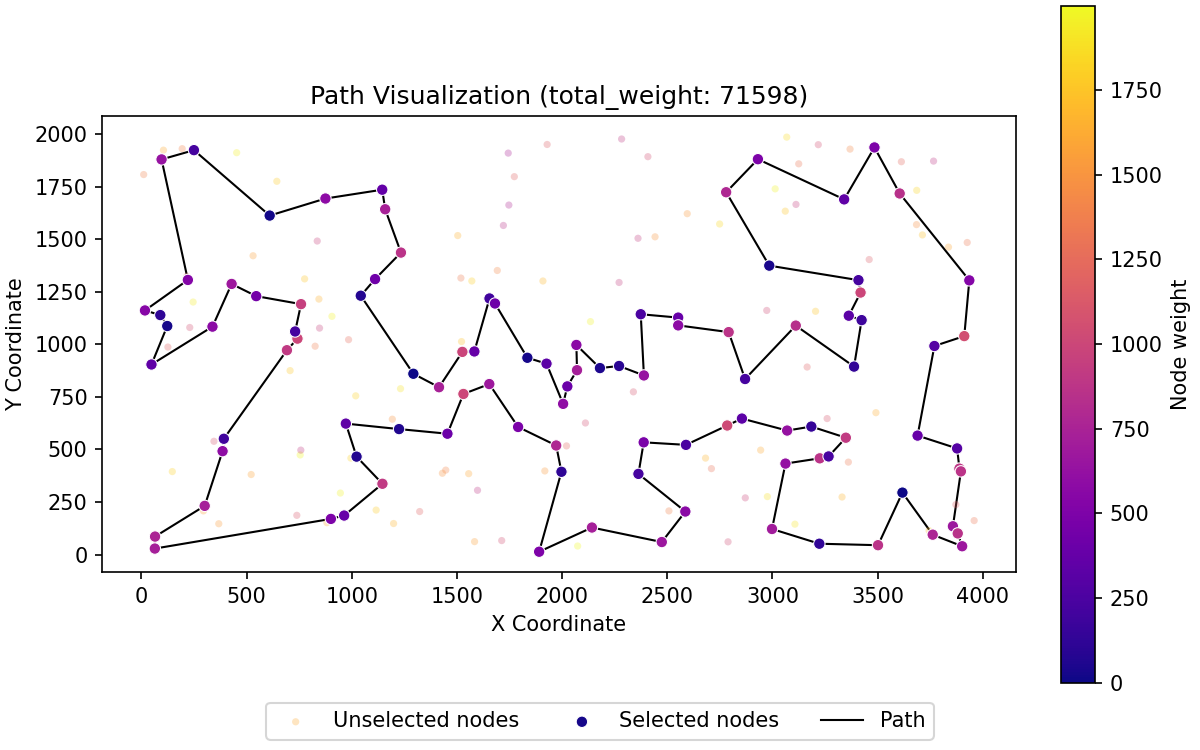 Path Visualization (total_weight: 71598)
2000
1750
1500
1250
1000
750
500
250
0
Y Coordinate
0 500 1000 1500 2000 2500 3000 3500 4000
X Coordinate
1750
1500
1250
1000
750
500
250
0
Node weight
Unselected nodes Selected nodes Path